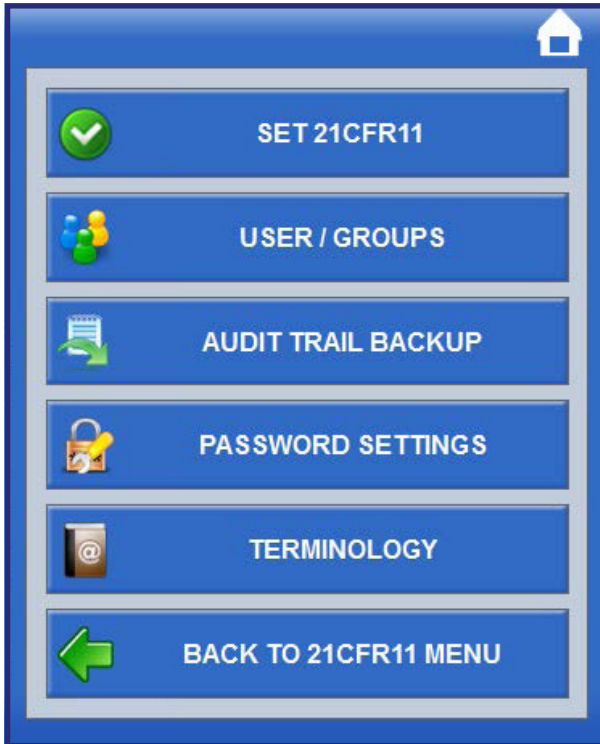 SET 21CFR11
USER / GROUPS
AUDIT TRAIL BACKUP
PASSWORD SETTINGS
@
TERMINOLOGY
BACK TO 21CFR11 MENU